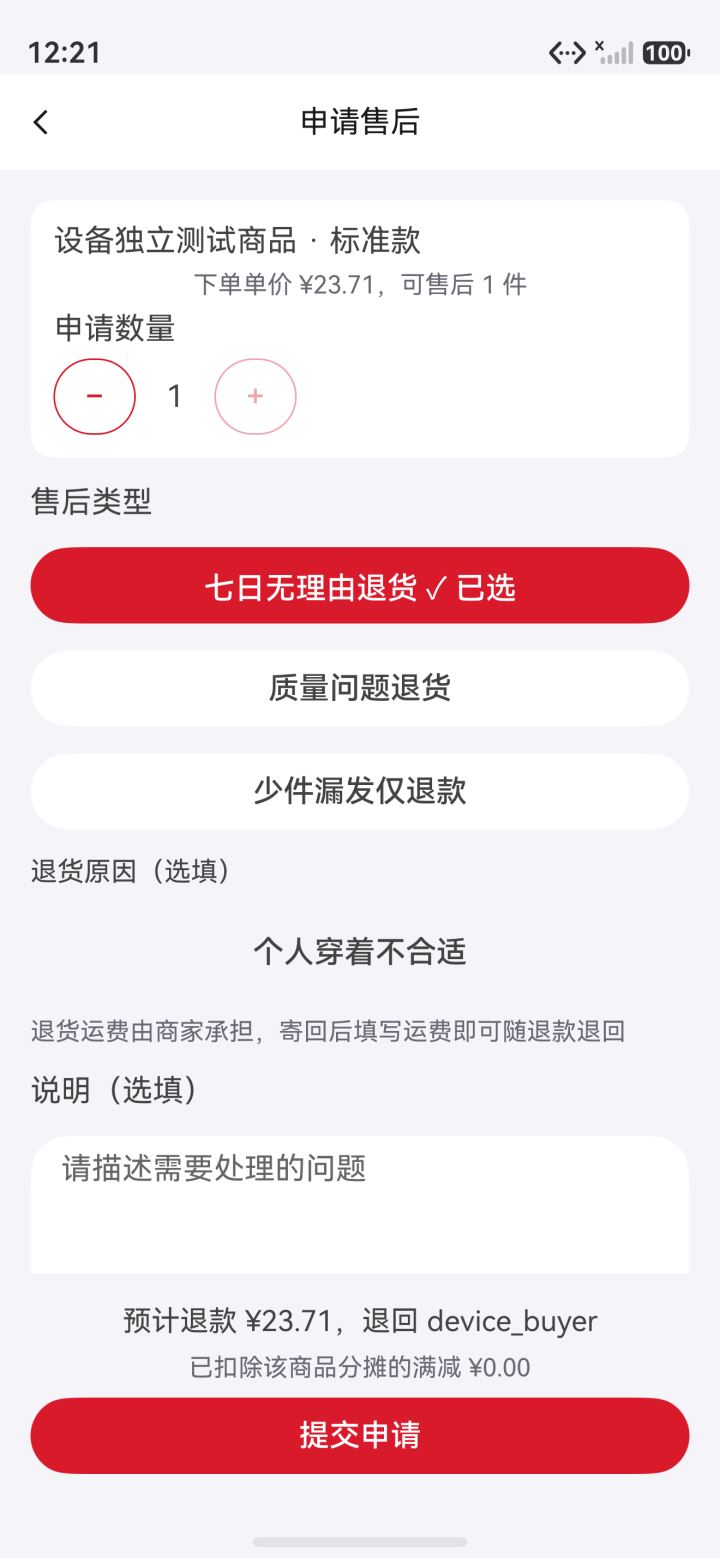 12:21
100
申请售后
设备独立测试商品 · 标准款
下单单价 ¥23.71，可售后 1 件
申请数量
− 1 +
售后类型
七日无理由退货 ✓ 已选
质量问题退货
少件漏发仅退款
退货原因（选填）
个人穿着不合适
退货运费由商家承担，寄回后填写运费即可随退款退回
说明（选填）
请描述需要处理的问题
预计退款 ¥23.71，退回 device_buyer
已扣除该商品分摊的满减 ¥0.00
提交申请